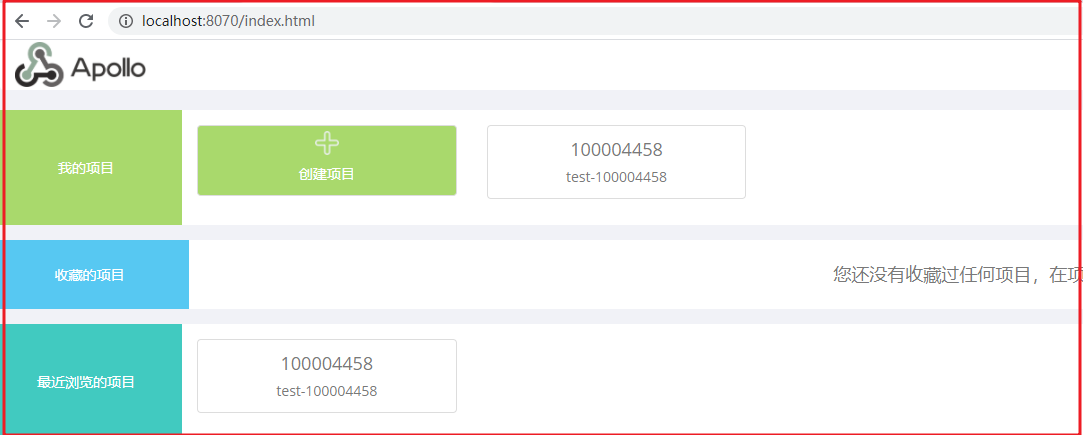 localhost:8070/index.html
Apollo
我的项目
创建项目
100004458
test-100004458
收藏的项目
您还没有收藏过任何项目，在项
最近浏览的项目
100004458
test-100004458